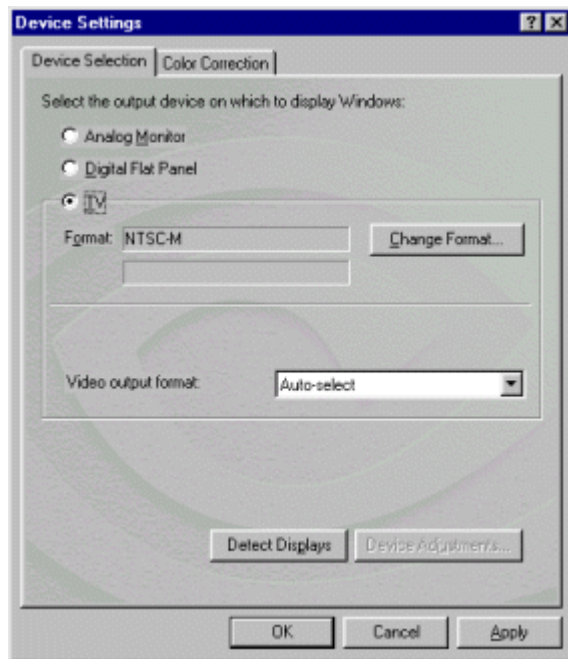 Device Settings
Device Selection Color Correction
Select the output device on which to display Windows:
Analog Monitor
Digital Flat Panel
TV
Format: NTSC-M Change Format...
Video output format: Auto-select
Detect Displays Device Adjustments...
OK Cancel Apply